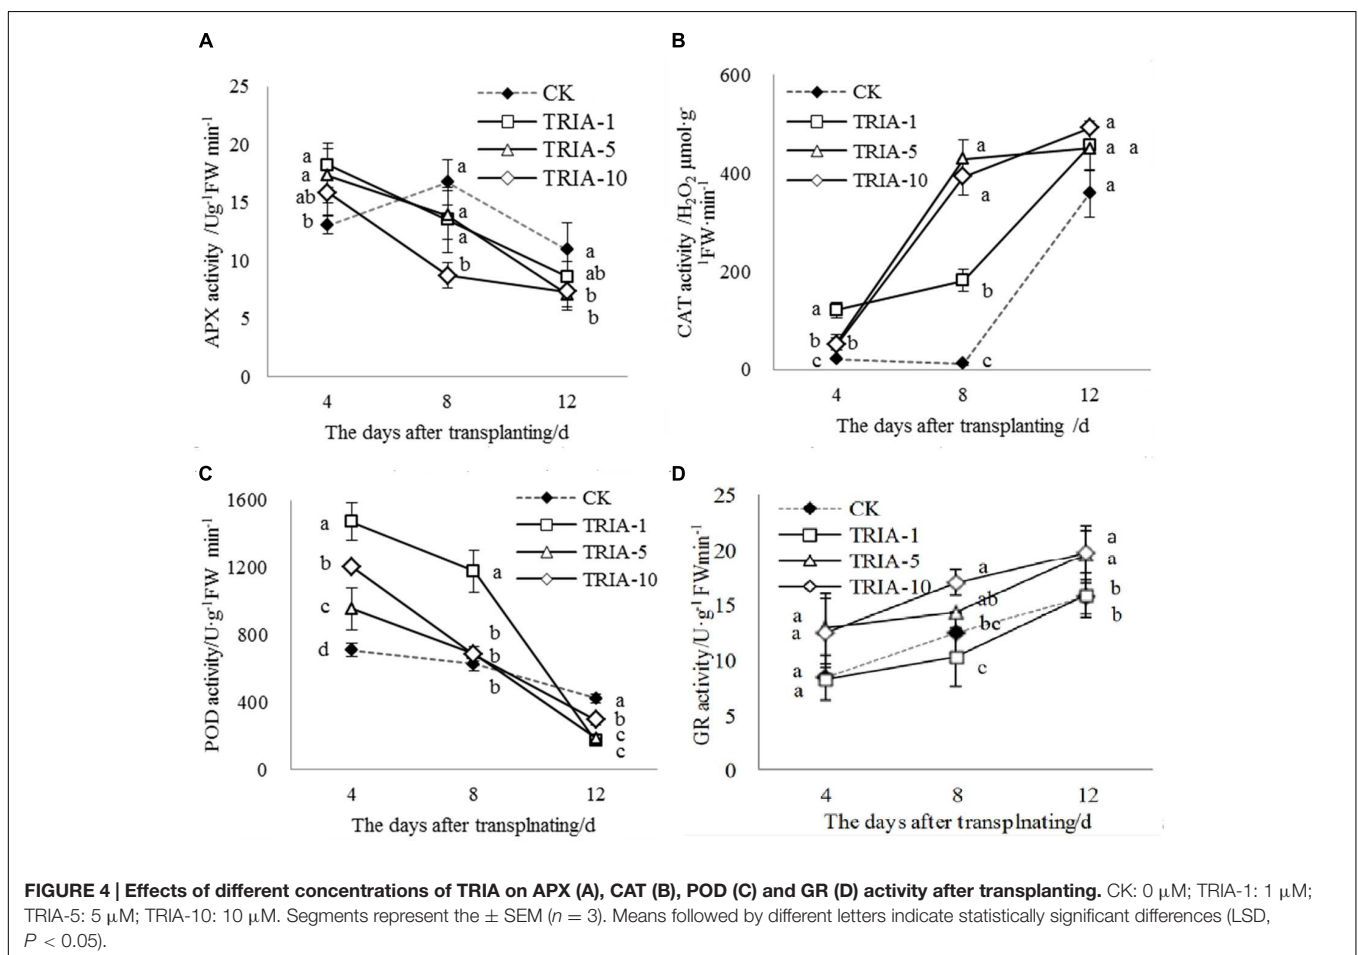 A
25
20
15
10
5
0
APX activity /Ug⁻¹FW min⁻¹
CK
TRIA-1
TRIA-5
TRIA-10
a
a
ab
b
a
a
a
b
a
ab
b
b
4 8 12
The days after transplanting/d
B
600
400
200
0
CAT activity /H₂O₂ μmol·g⁻
¹FW·min⁻¹
CK
TRIA-1
TRIA-5
TRIA-10
a
b b
c
a
a
b
c
a
a a
a
4 8 12
The days after transplanting /d
C
1600
1200
800
400
0
POD activity/U·g⁻¹FW min⁻¹
CK
TRIA-1
TRIA-5
TRIA-10
a
b
c
d
a
b
b
b
a
b
c
c
4 8 12
The days after transplnating/d
D
25
20
15
10
5
0
GR activity/U·g⁻¹ FWmin⁻¹
CK
TRIA-1
TRIA-5
TRIA-10
a
a
a
a
a
ab
bc
c
a
a
b
b
4 8 12
The days after transplnating/d
FIGURE 4 | Effects of different concentrations of TRIA on APX (A), CAT (B), POD (C) and GR (D) activity after transplanting. CK: 0 μM; TRIA-1: 1 μM;
TRIA-5: 5 μM; TRIA-10: 10 μM. Segments represent the ± SEM (n = 3). Means followed by different letters indicate statistically significant differences (LSD,
P < 0.05).